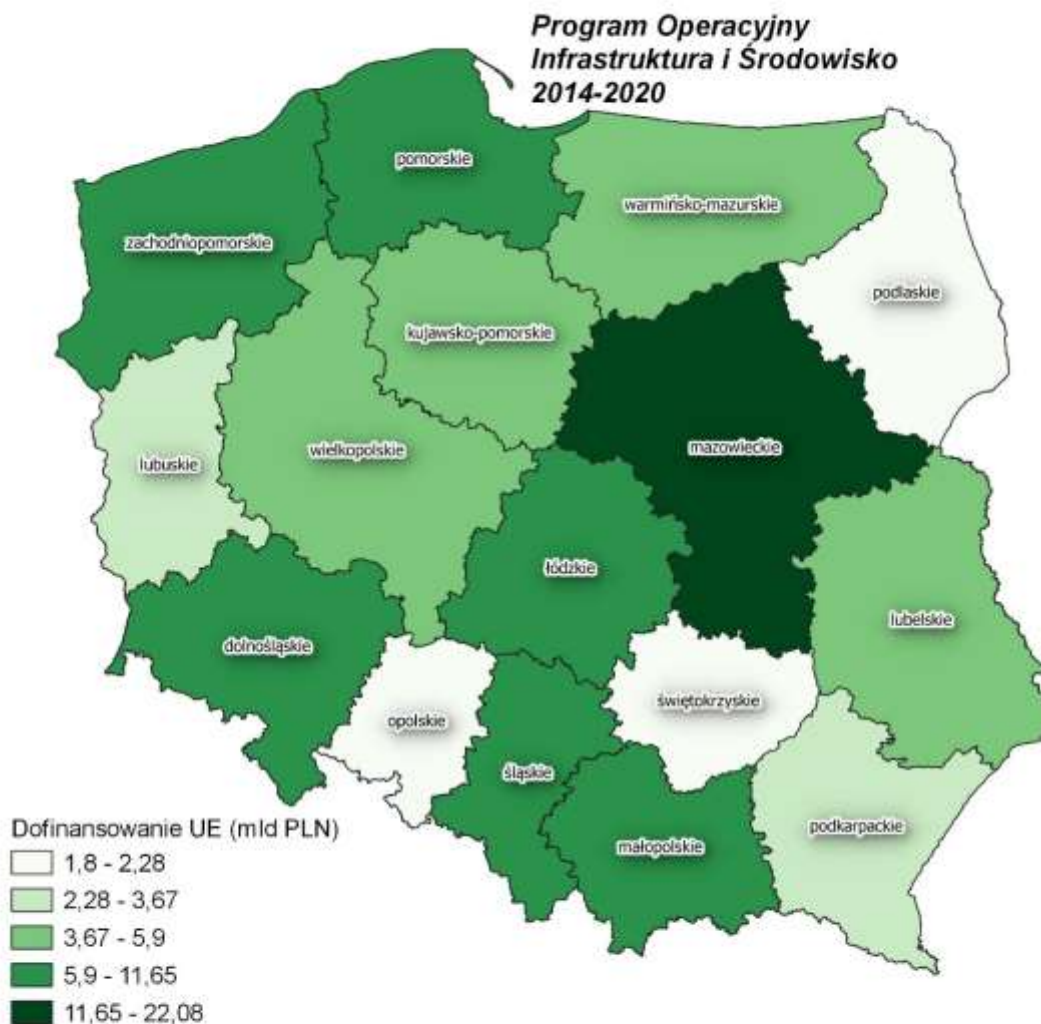 Program Operacyjny
Infrastruktura i Środowisko
2014-2020
pomorskie
warmińsko-mazurskie
zachodniopomorskie
podlaskie
kujawsko-pomorskie
mazowieckie
wielkopolskie
lubuskie
łódzkie
lubelskie
dolnośląskie
świętokrzyskie
opolskie
śląskie
podkarpackie
małopolskie
Dofinansowanie UE (mld PLN)
1,8 - 2,28
2,28 - 3,67
3,67 - 5,9
5,9 - 11,65
11,65 - 22,08